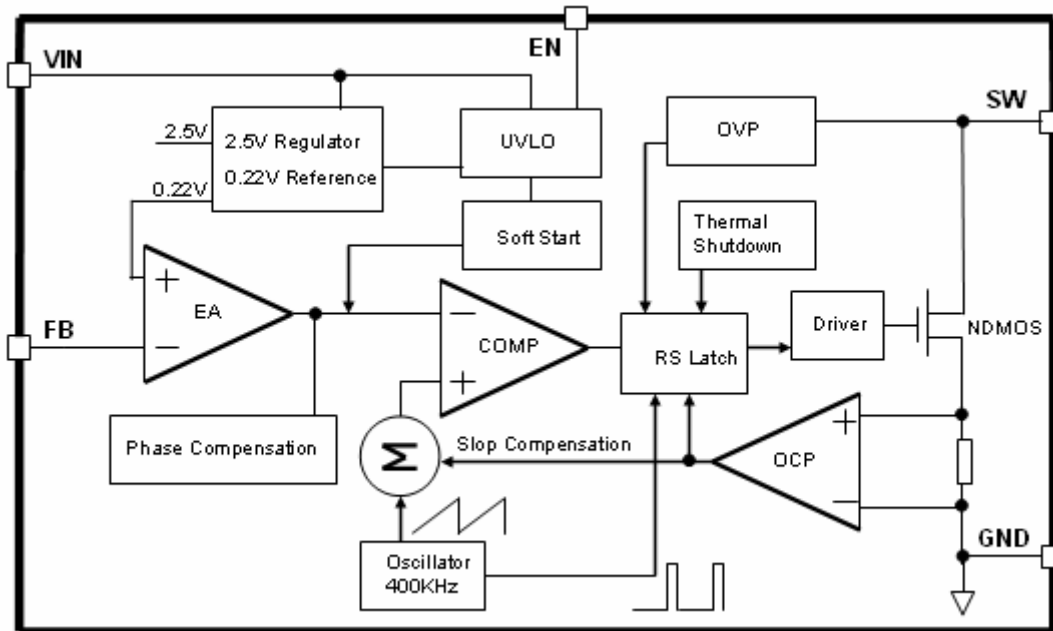 EN
VIN
SW
2.5V
2.5V Regulator
0.22V Reference
0.22V
UVLO
OVP
Soft Start
Thermal
Shutdown
+
EA
−
FB
−
COMP
+
RS Latch
Driver
NDMOS
Phase Compensation
Σ
Slop Compensation
+
OCP
−
Oscillator
400KHz
GND